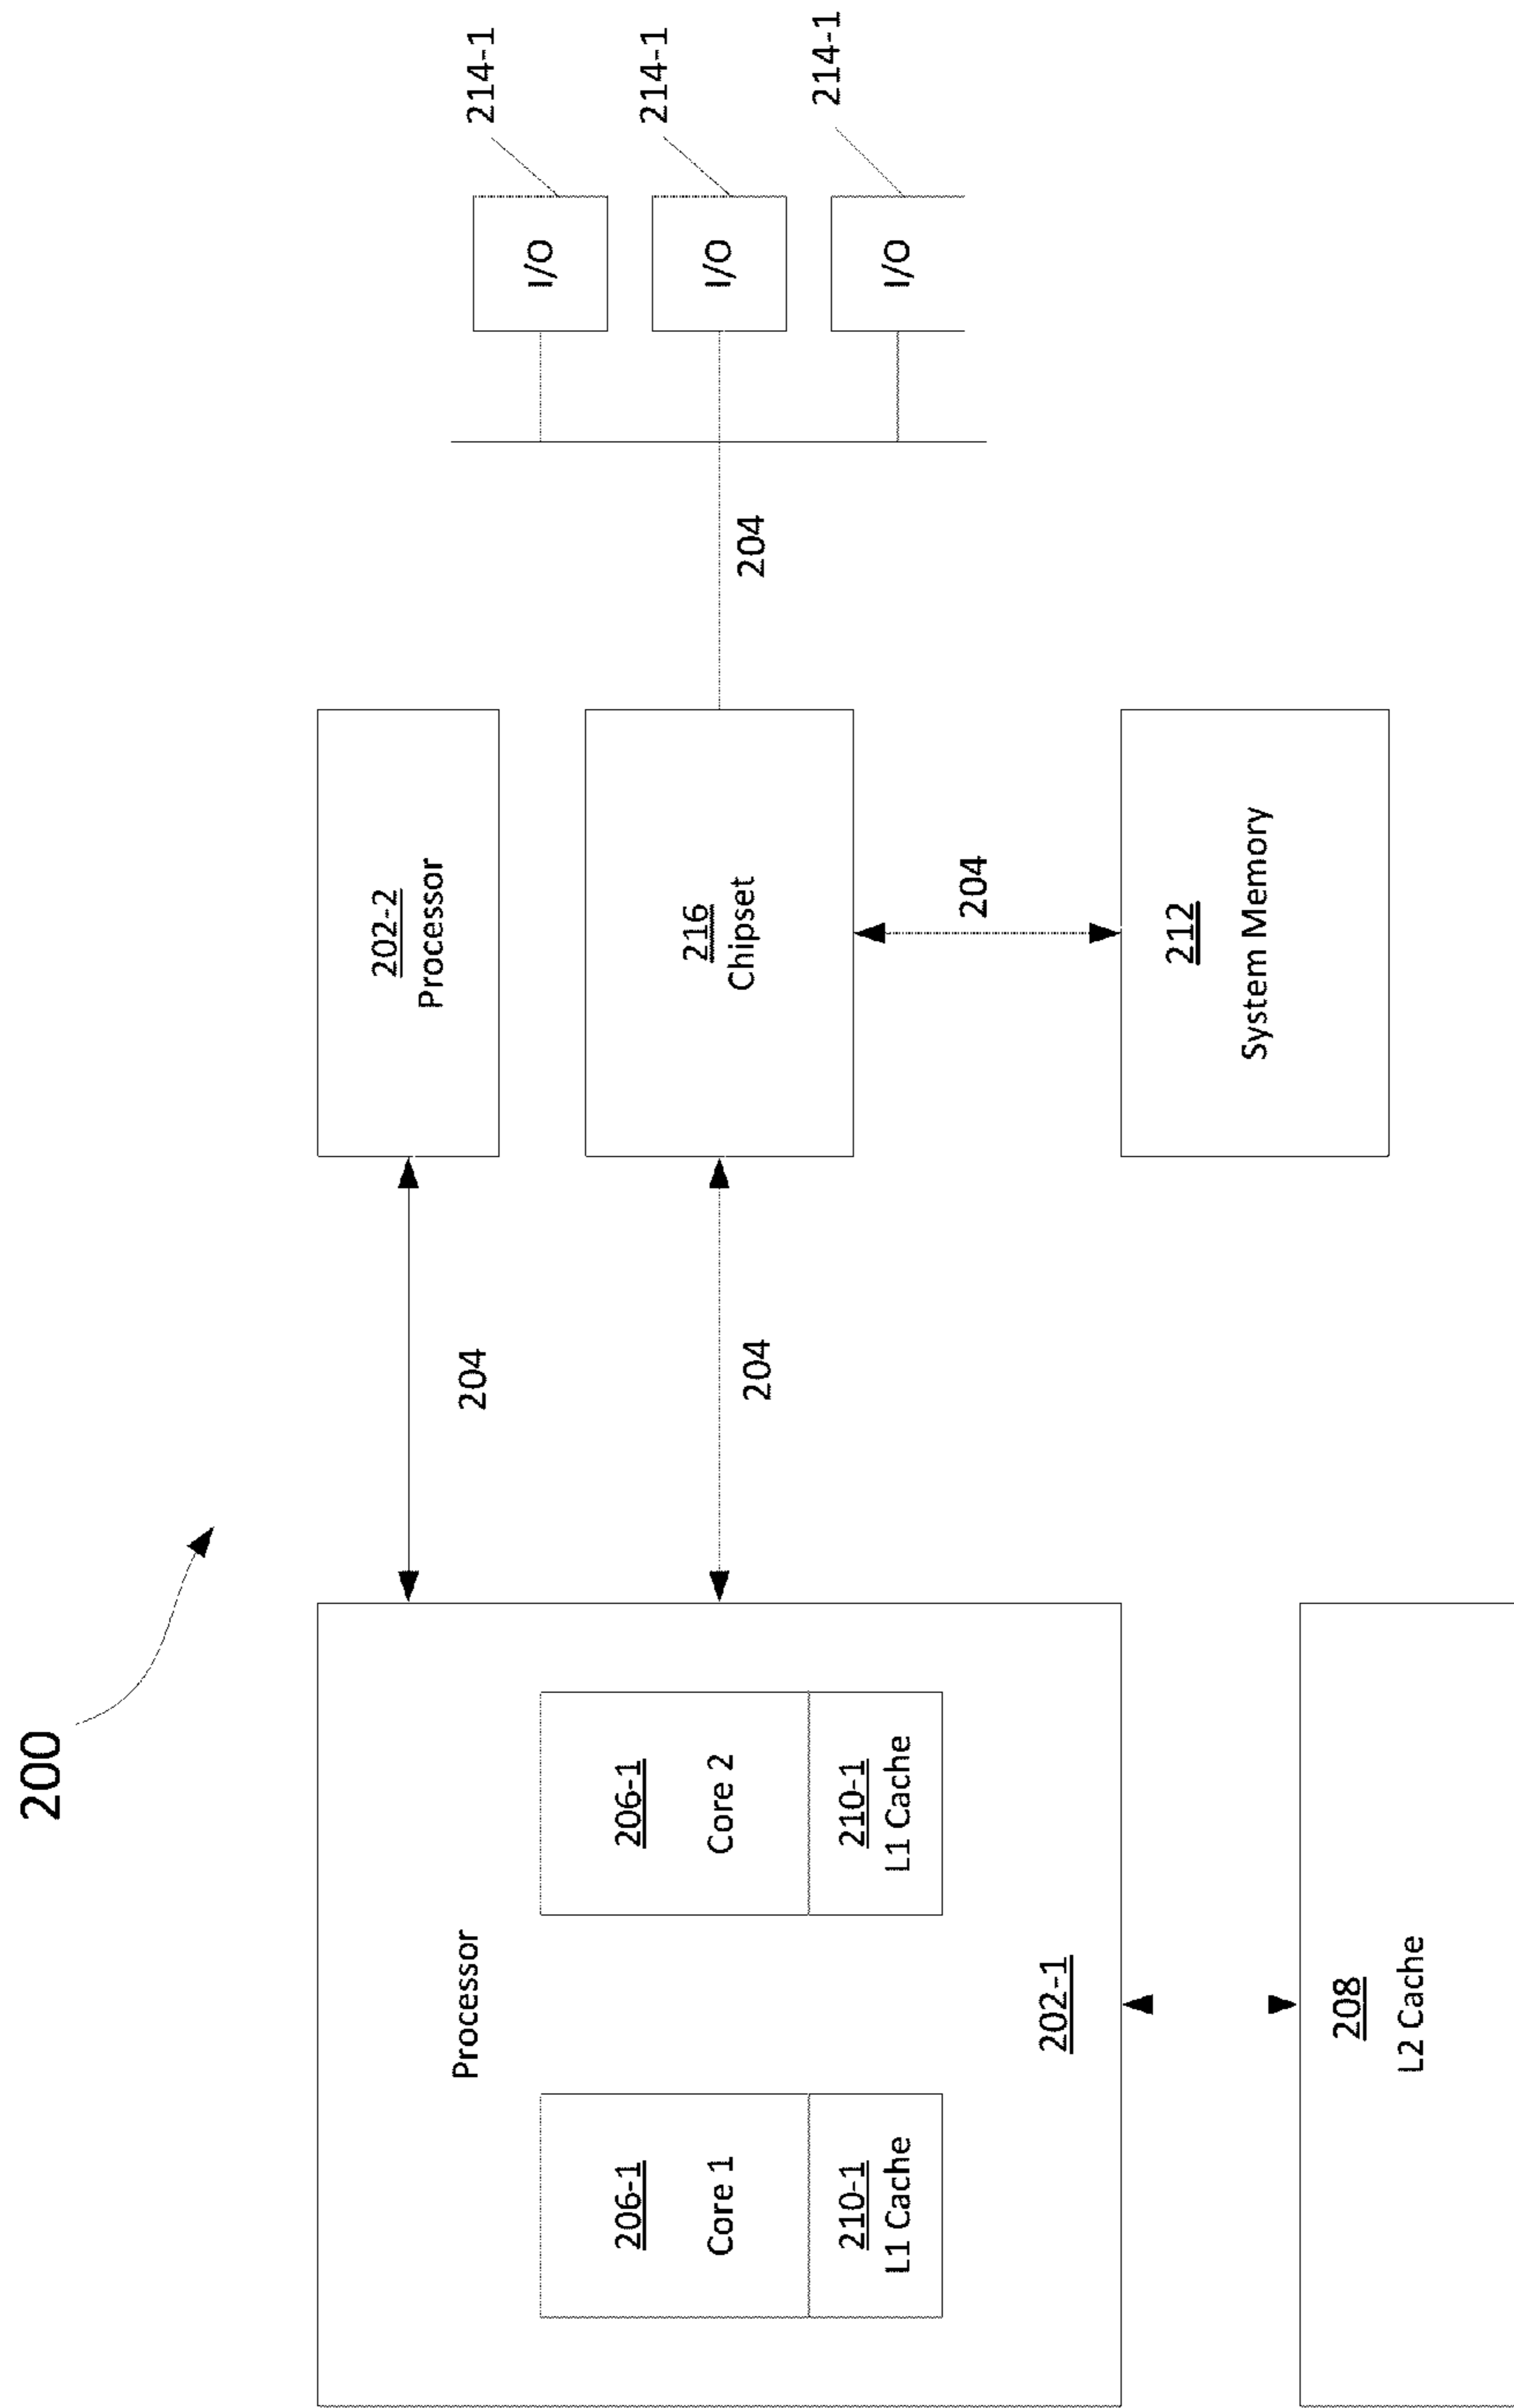 200
Processor
206-1
Core 1
210-1
L1 Cache
206-1
Core 2
210-1
L1 Cache
202-1
208
L2 Cache
204
204
202-2
Processor
216
Chipset
204
212
System Memory
204
I/O
214-1
I/O
214-1
I/O
214-1